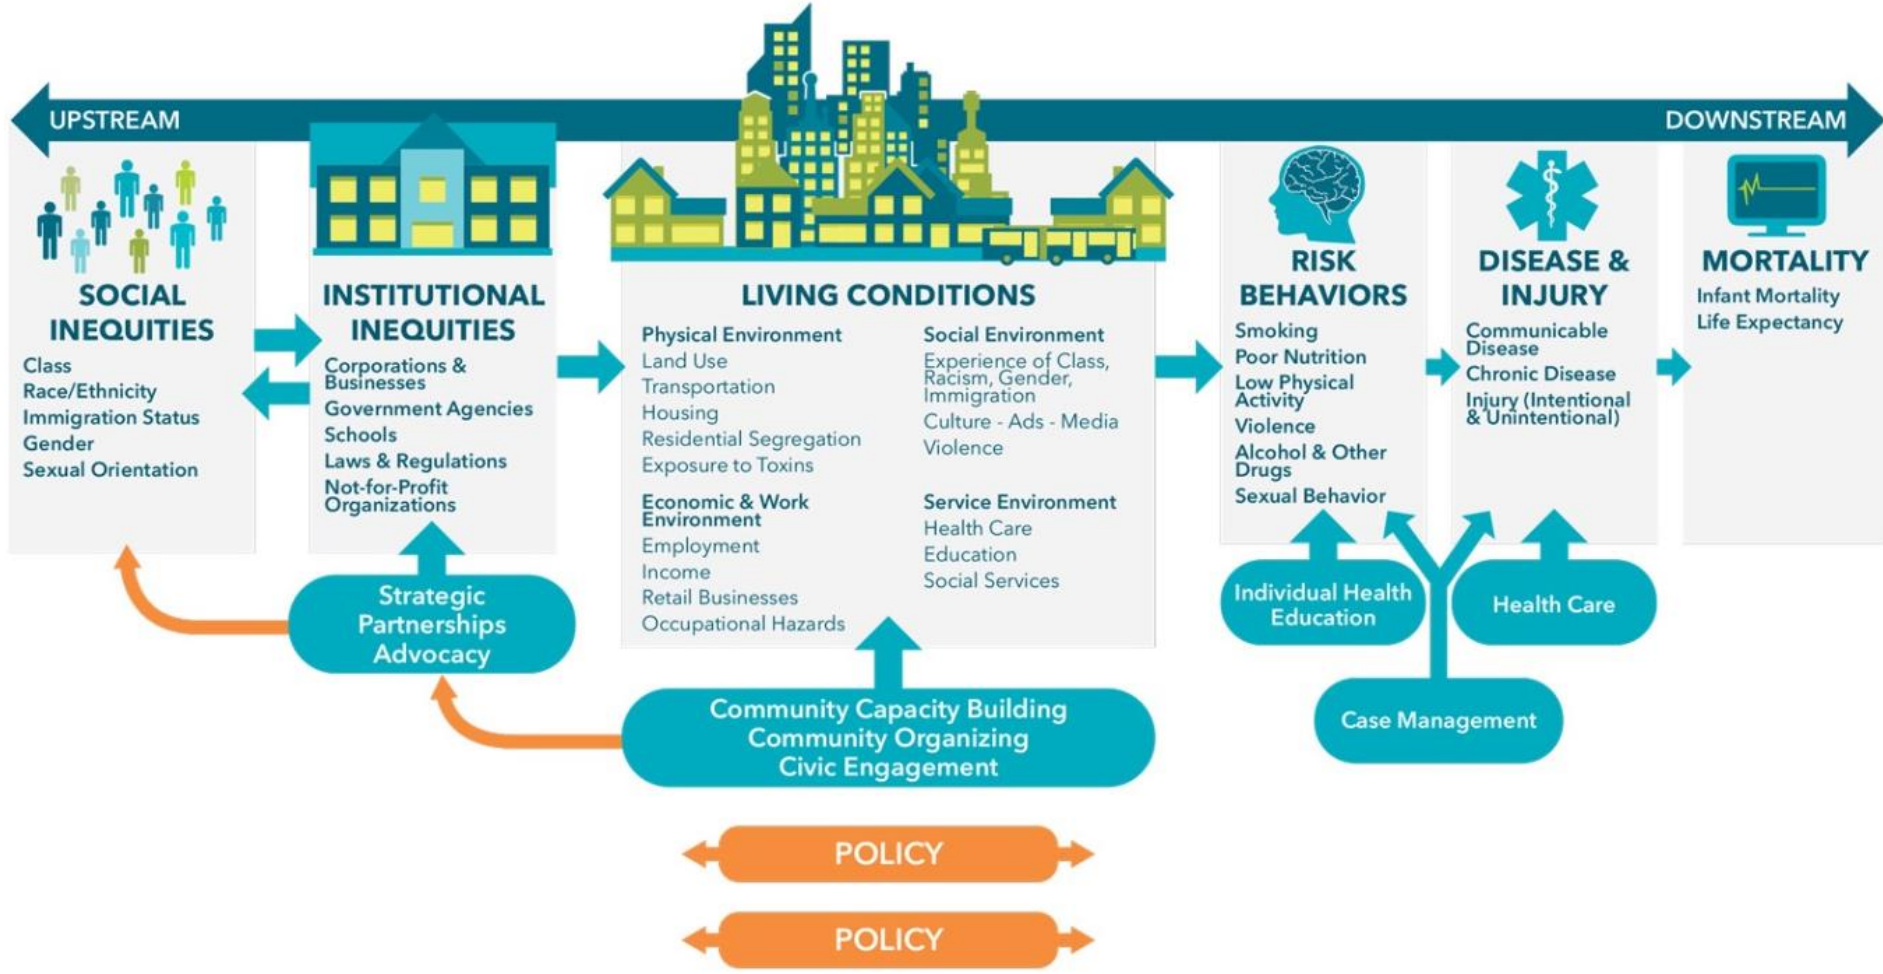 UPSTREAM
DOWNSTREAM
SOCIAL
INEQUITIES
Class
Race/Ethnicity
Immigration Status
Gender
Sexual Orientation
INSTITUTIONAL
INEQUITIES
Corporations &
Businesses
Government Agencies
Schools
Laws & Regulations
Not-for-Profit
Organizations
LIVING CONDITIONS
Physical Environment
Land Use
Transportation
Housing
Residential Segregation
Exposure to Toxins
Economic & Work
Environment
Employment
Income
Retail Businesses
Occupational Hazards
Social Environment
Experience of Class,
Racism, Gender,
Immigration
Culture - Ads - Media
Violence
Service Environment
Health Care
Education
Social Services
RISK
BEHAVIORS
Smoking
Poor Nutrition
Low Physical
Activity
Violence
Alcohol & Other
Drugs
Sexual Behavior
DISEASE &
INJURY
Communicable
Disease
Chronic Disease
Injury (Intentional
& Unintentional)
MORTALITY
Infant Mortality
Life Expectancy
Strategic
Partnerships
Advocacy
Community Capacity Building
Community Organizing
Civic Engagement
Individual Health
Education
Health Care
Case Management
POLICY
POLICY